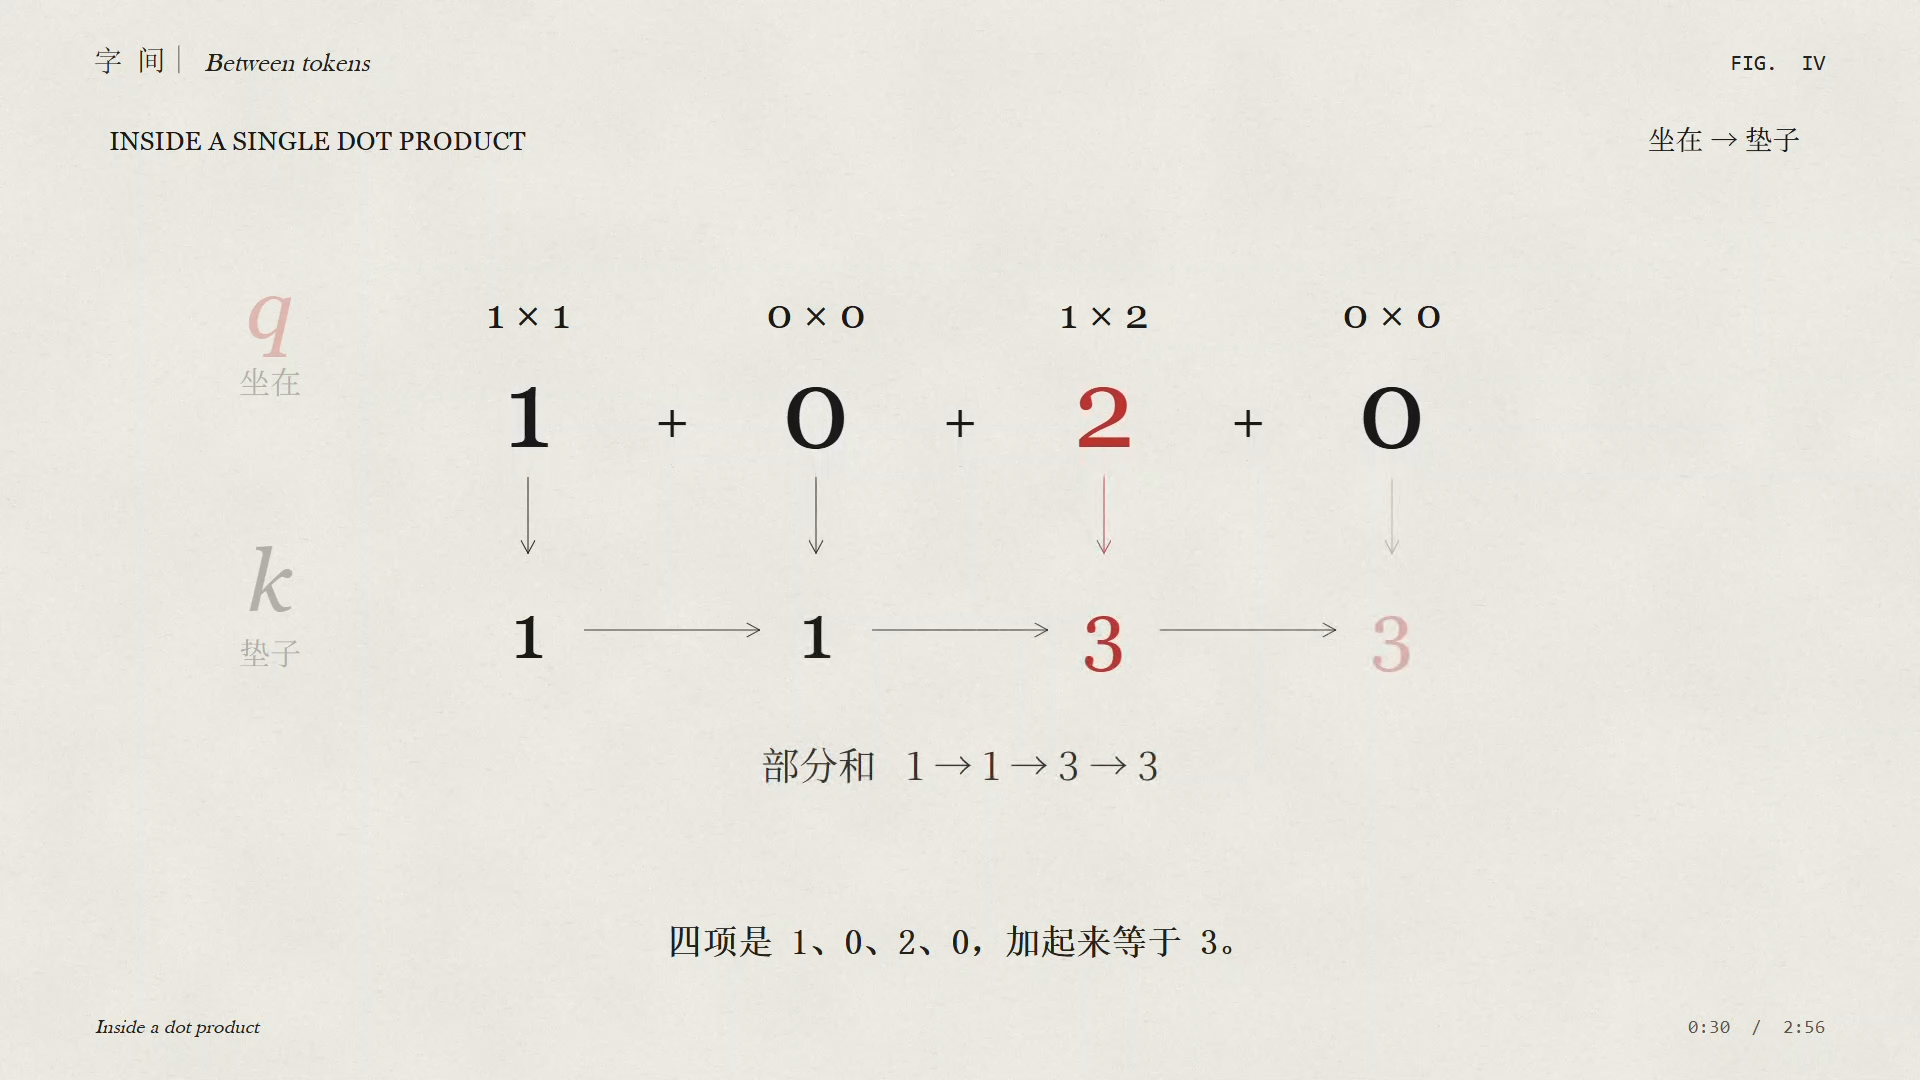 字 间 | Between tokens
FIG. IV
INSIDE A SINGLE DOT PRODUCT
坐在 → 垫子
q
坐在
1 × 1 0 × 0 1 × 2 0 × 0
1 + 0 + 2 + 0
k
垫子
1 → 1 → 3 → 3
部分和 1 → 1 → 3 → 3
四项是 1、0、2、0，加起来等于 3。
Inside a dot product
0:30 / 2:56